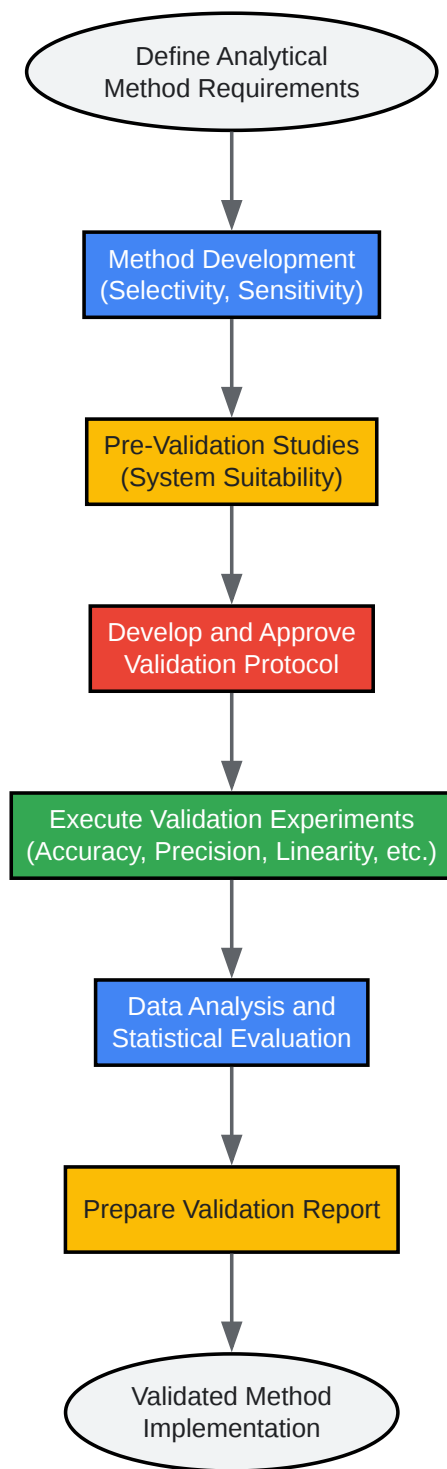 Define Analytical
Method Requirements
Method Development
(Selectivity, Sensitivity)
Pre-Validation Studies
(System Suitability)
Develop and Approve
Validation Protocol
Execute Validation Experiments
(Accuracy, Precision, Linearity, etc.)
Data Analysis and
Statistical Evaluation
Prepare Validation Report
Validated Method
Implementation